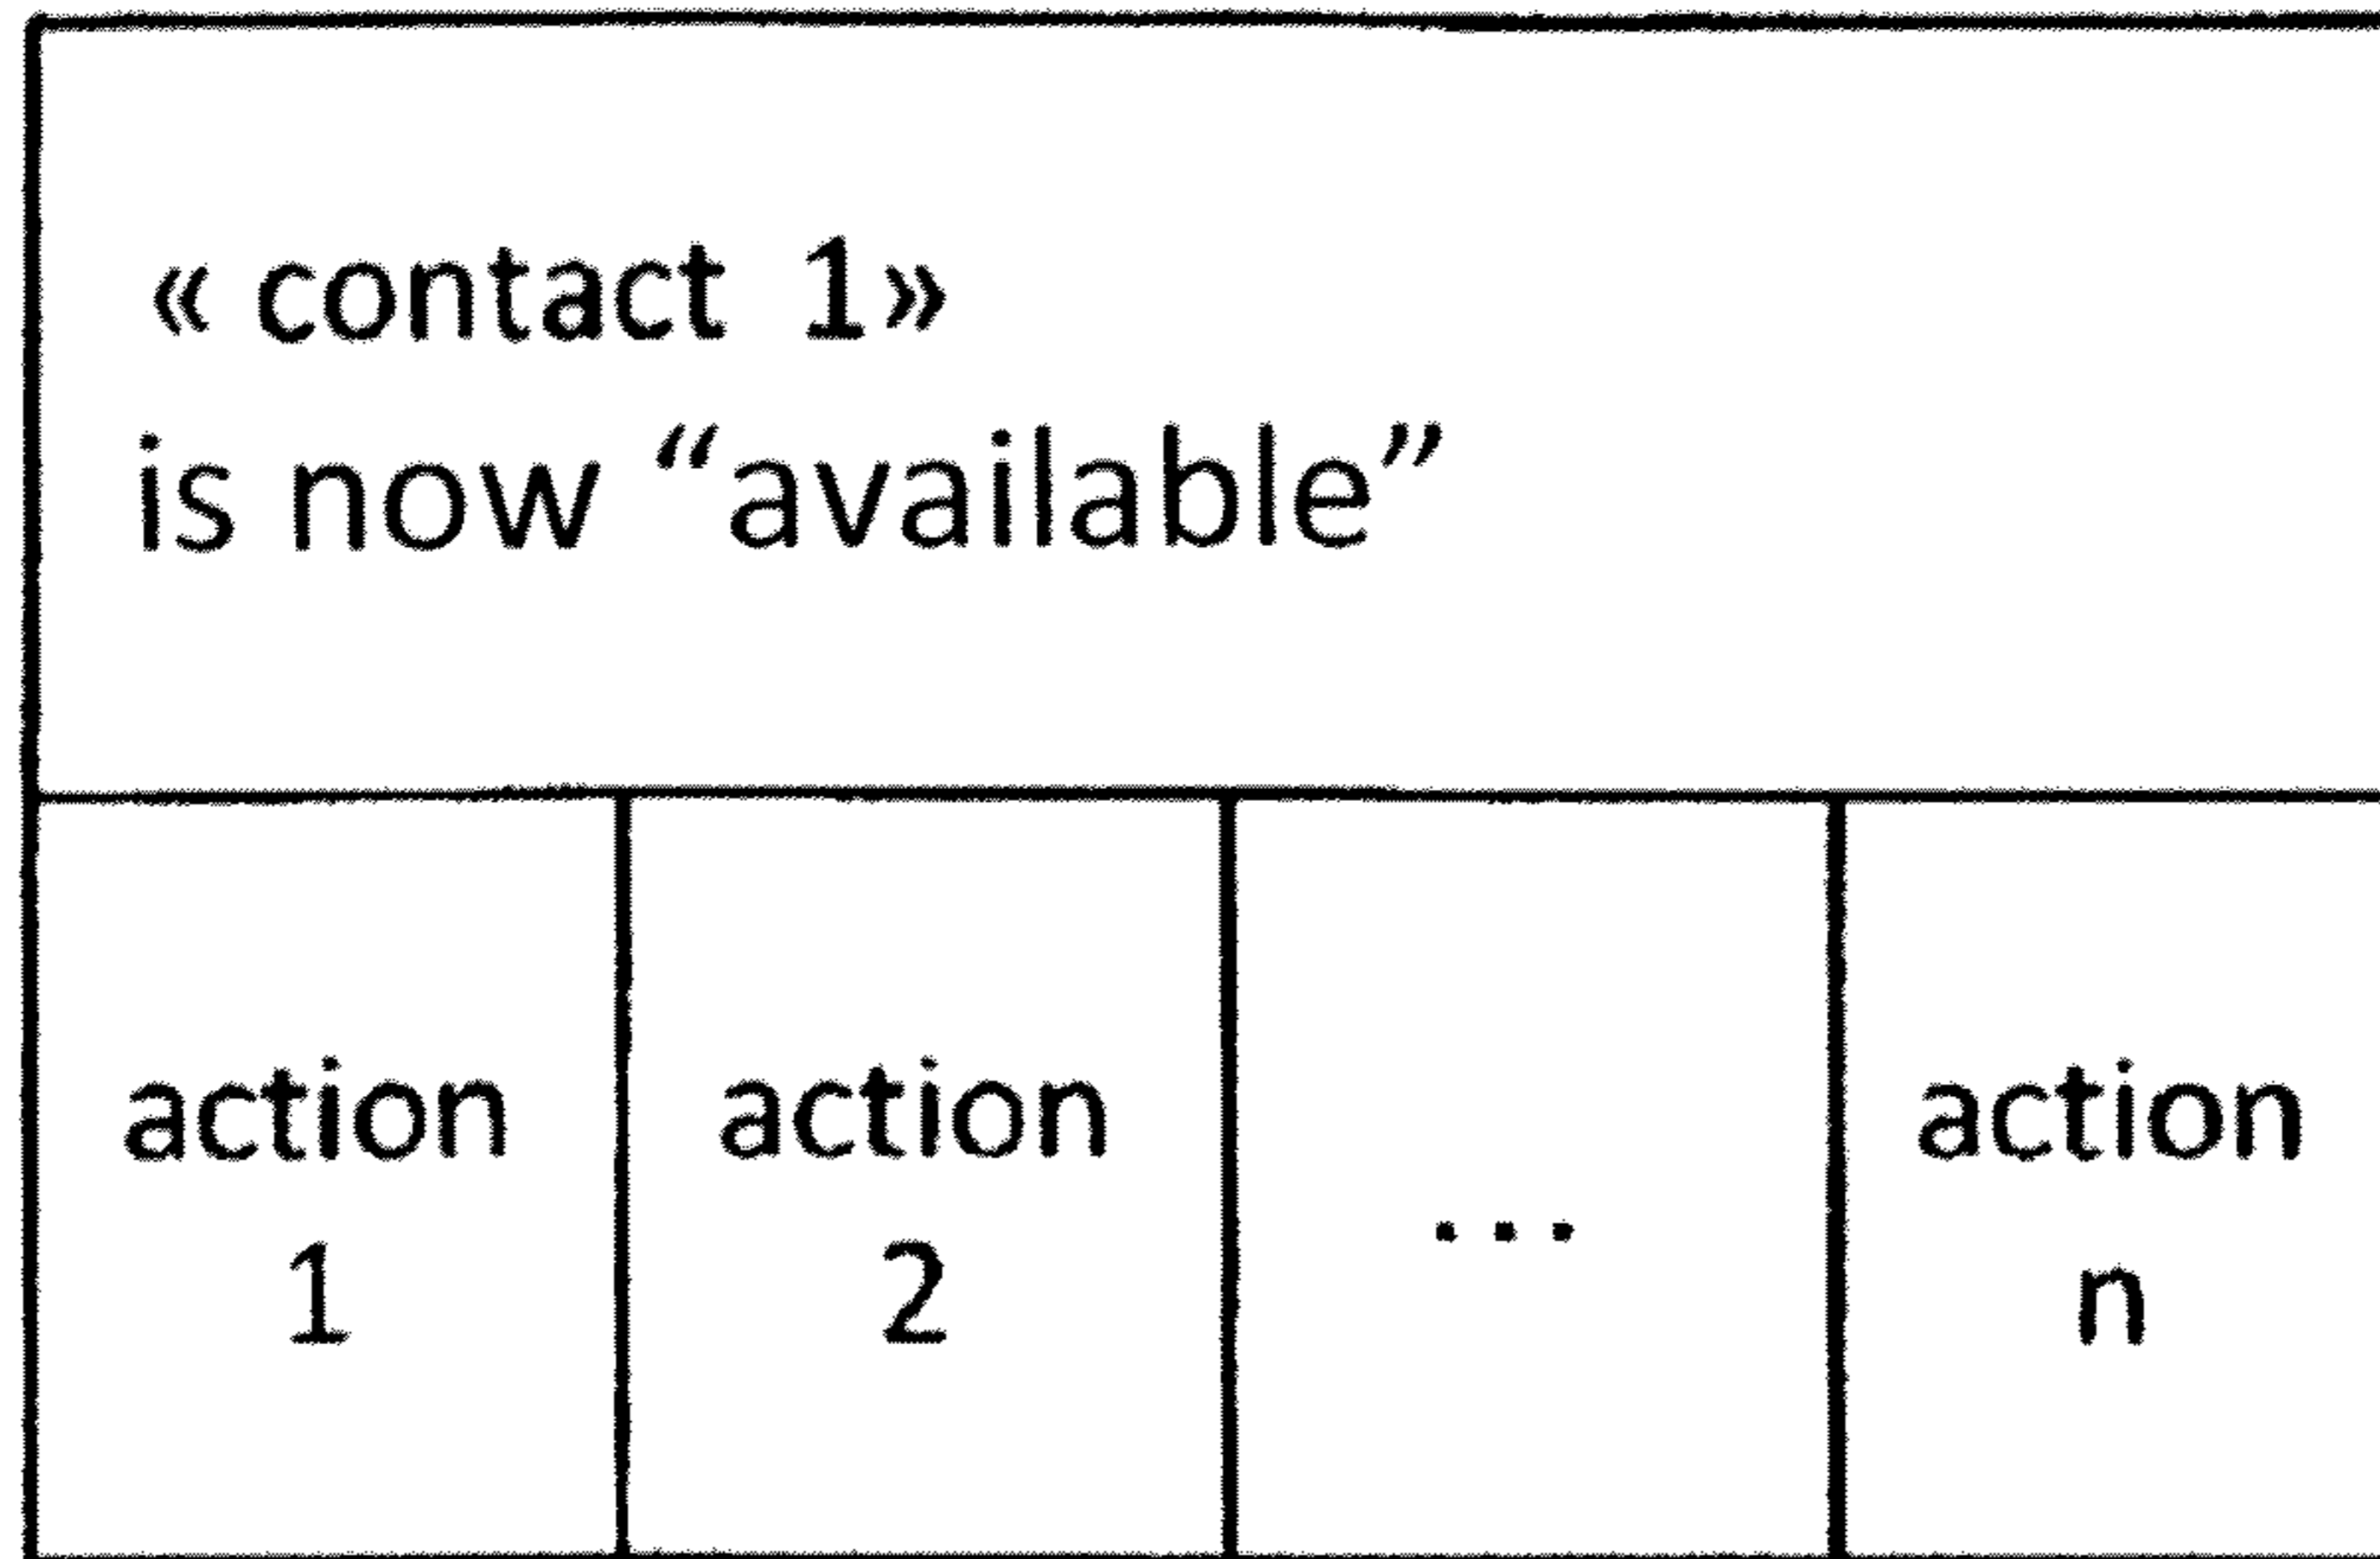 « contact 1»
is now “available”
action
1
action
2
...
action
n